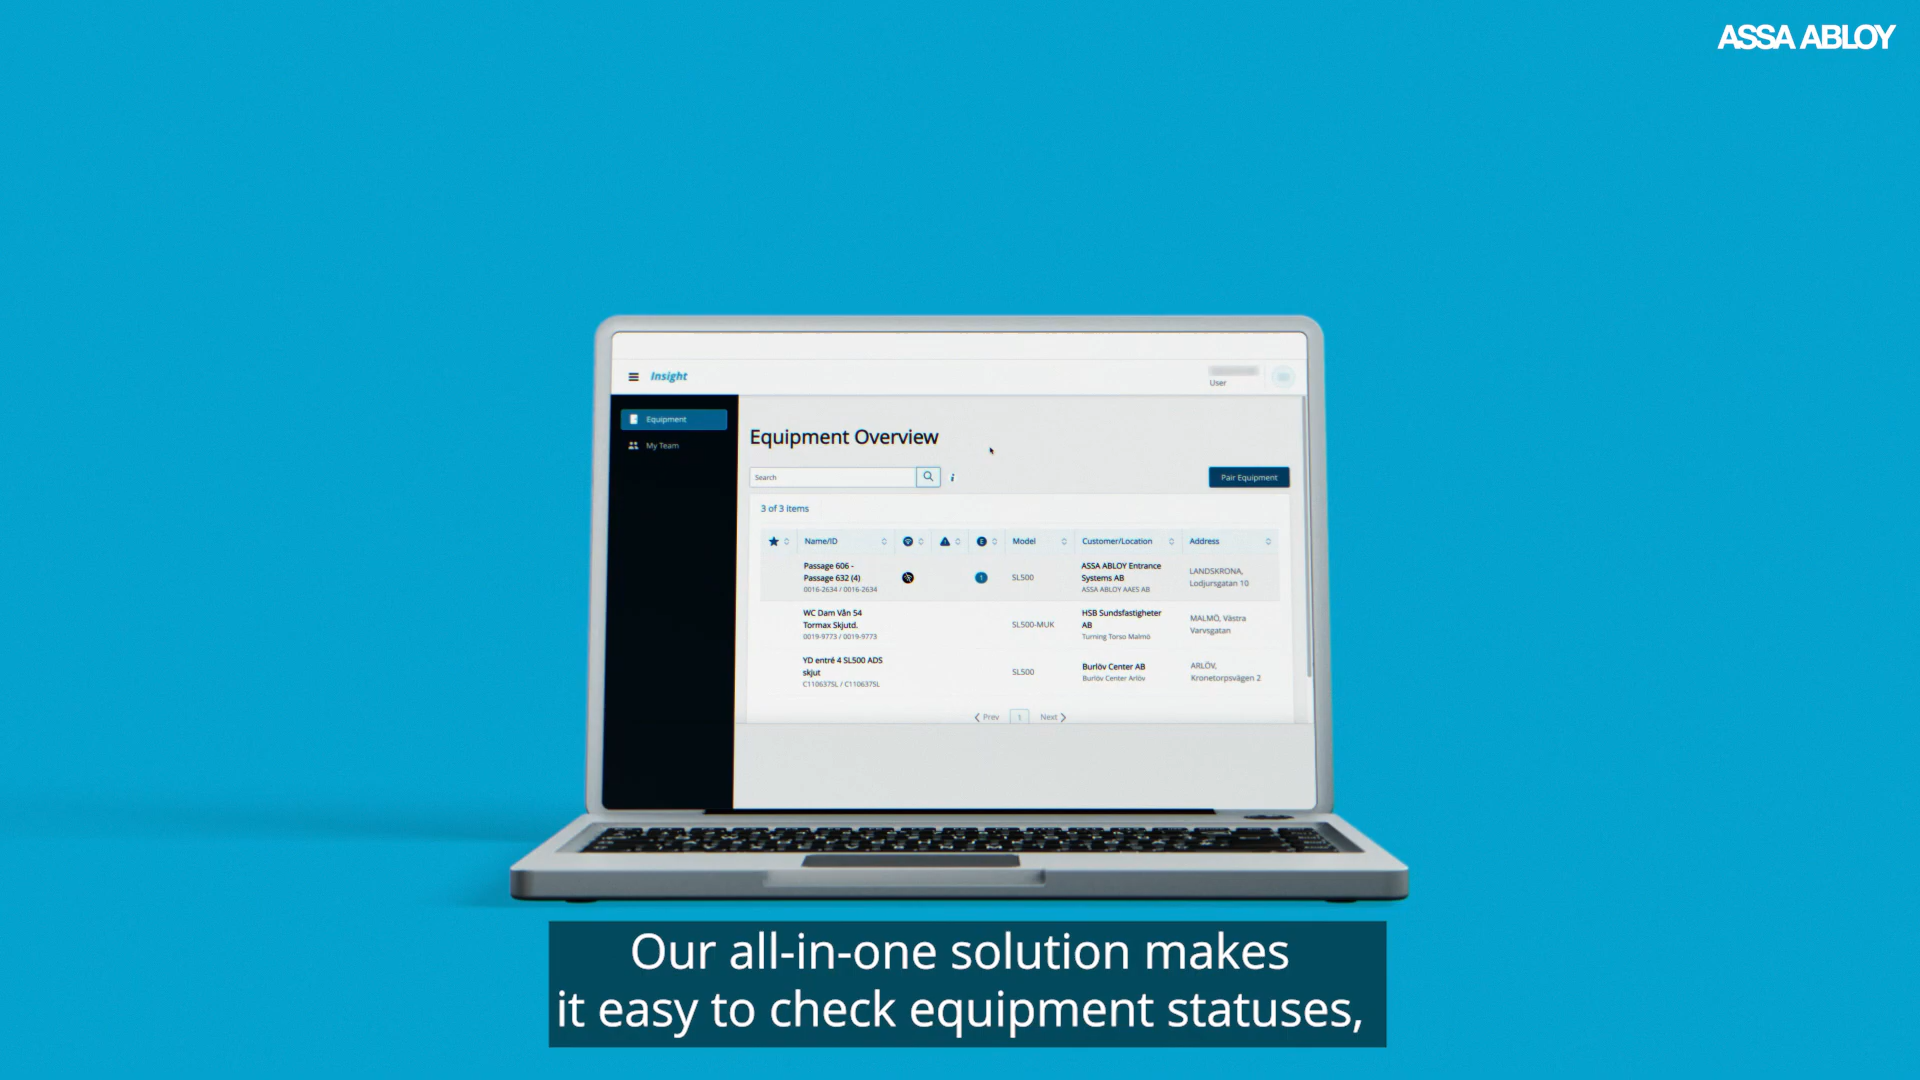 ASSA ABLOY
Insight
User
Equipment
My Team
Equipment Overview
Search
i
Pair Equipment
3 of 3 items
Name/ID
Model
Customer/Location
Address
Passage 606 -
Passage 632 (4)
0016-2634 / 0016-2634
1
SL500
ASSA ABLOY Entrance
Systems AB
ASSA ABLOY AAES AB
LANDSKRONA,
Lodjursgatan 10
WC Dam Vån 54
Tormax Skjutd.
0019-9773 / 0019-9773
SL500-MUK
HSB Sundsfastigheter
AB
Turning Torso Malmö
MALMÖ, Västra
Varvsgatan
YD entré 4 SL500 ADS
skjut
C110637SL / C110637SL
SL500
Burlöv Center AB
Burlöv Center Arlöv
ARLÖV,
Kronetorpsvägen 2
Prev 1 Next
Our all-in-one solution makes
it easy to check equipment statuses,